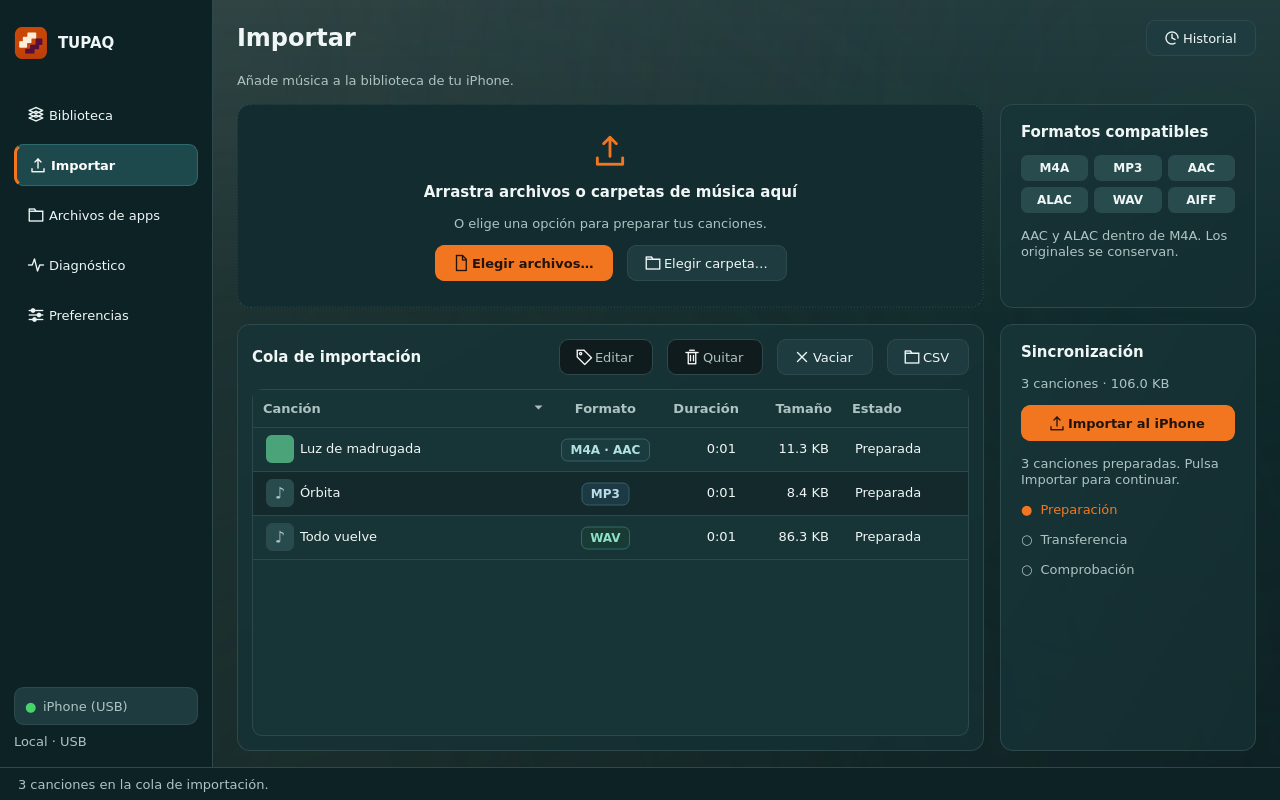 TUPAQ
Biblioteca
Importar
Archivos de apps
Diagnóstico
Preferencias
iPhone (USB)
Local · USB
Importar
Historial
Añade música a la biblioteca de tu iPhone.
Arrastra archivos o carpetas de música aquí
O elige una opción para preparar tus canciones.
Elegir archivos…
Elegir carpeta…
Formatos compatibles
M4A MP3 AAC
ALAC WAV AIFF
AAC y ALAC dentro de M4A. Los
originales se conservan.
Cola de importación
Editar
Quitar
Vaciar
CSV
Canción Formato Duración Tamaño Estado
Luz de madrugada M4A · AAC 0:01 11.3 KB Preparada
Órbita MP3 0:01 8.4 KB Preparada
Todo vuelve WAV 0:01 86.3 KB Preparada
Sincronización
3 canciones · 106.0 KB
Importar al iPhone
3 canciones preparadas. Pulsa
Importar para continuar.
Preparación
Transferencia
Comprobación
3 canciones en la cola de importación.